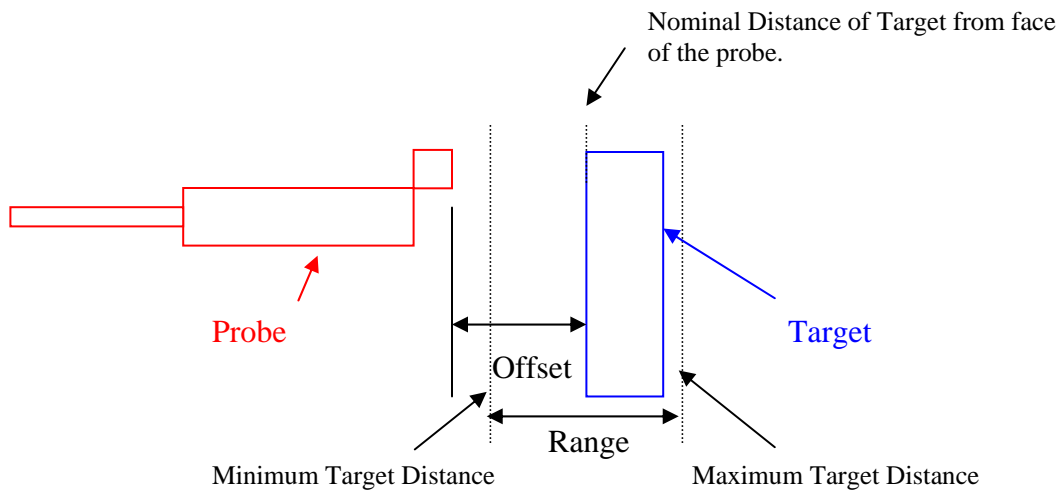 Nominal Distance of Target from face
of the probe.
Probe
Target
Offset
Range
Minimum Target Distance
Maximum Target Distance